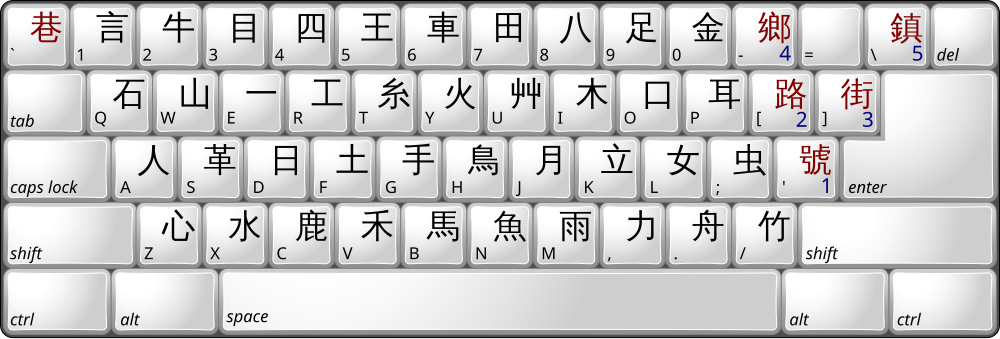 巷 ` 言 1 牛 2 目 3 四 4 王 5 車 6 田 7 八 8 足 9 金 0 鄉 - 4 = 鎮 \ 5 del
tab 石 Q 山 W 一 E 工 R 糸 T 火 Y 艸 U 木 I 口 O 耳 P 路 [ 2 街 ] 3
caps lock 人 A 革 S 日 D 土 F 手 G 鳥 H 月 J 立 K 女 L 虫 ; 號 ' 1 enter
shift 心 Z 水 X 鹿 C 禾 V 馬 B 魚 N 雨 M 力 , 舟 . 竹 / shift
ctrl alt space alt ctrl